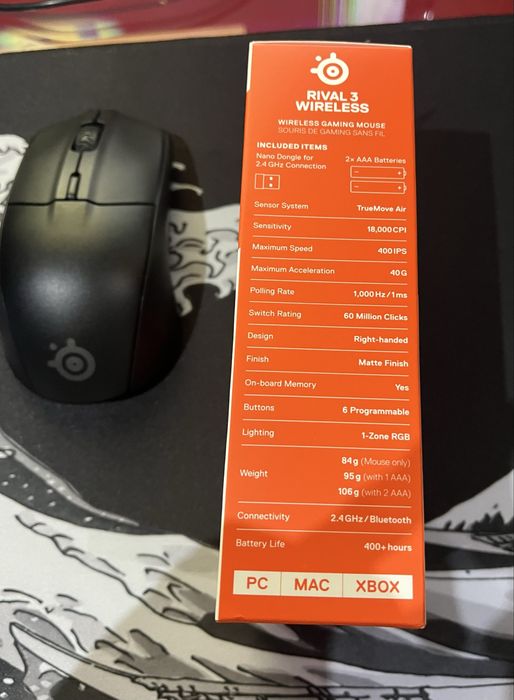 RIVAL 3
WIRELESS
WIRELESS GAMING MOUSE
SOURIS DE GAMING SANS FIL
INCLUDED ITEMS
Nano Dongle for
2.4 GHz Connection
2x AAA Batteries
Sensor System TrueMove Air
Sensitivity 18,000 CPI
Maximum Speed 400 IPS
Maximum Acceleration 40G
Polling Rate 1,000 Hz / 1 ms
Switch Rating 60 Million Clicks
Design Right-handed
Finish Matte Finish
On-board Memory Yes
Buttons 6 Programmable
Lighting 1-Zone RGB
Weight 84g (Mouse only)
95g (with 1 AAA)
106g (with 2 AAA)
Connectivity 2.4 GHz / Bluetooth
Battery Life 400+ hours
PC MAC XBOX